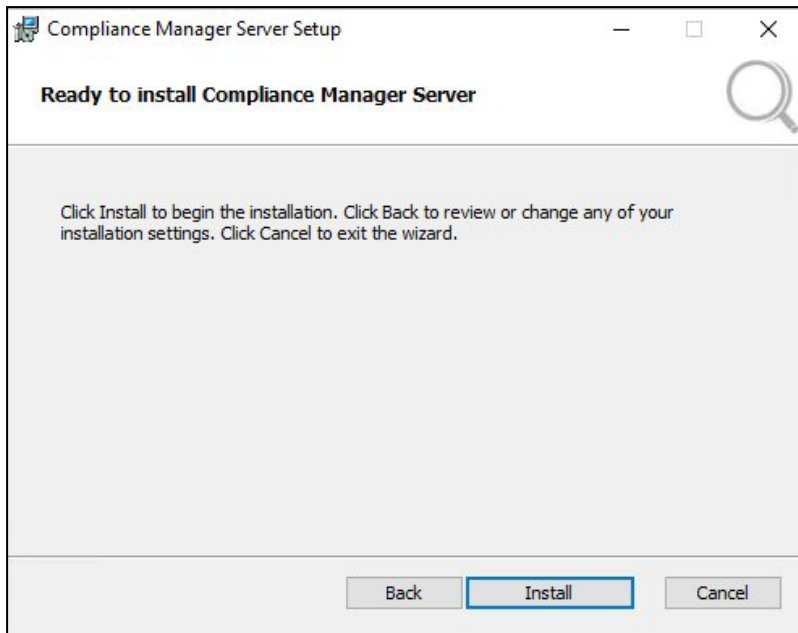 Compliance Manager Server Setup
Ready to install Compliance Manager Server
Click Install to begin the installation. Click Back to review or change any of your
installation settings. Click Cancel to exit the wizard.
Back Install Cancel